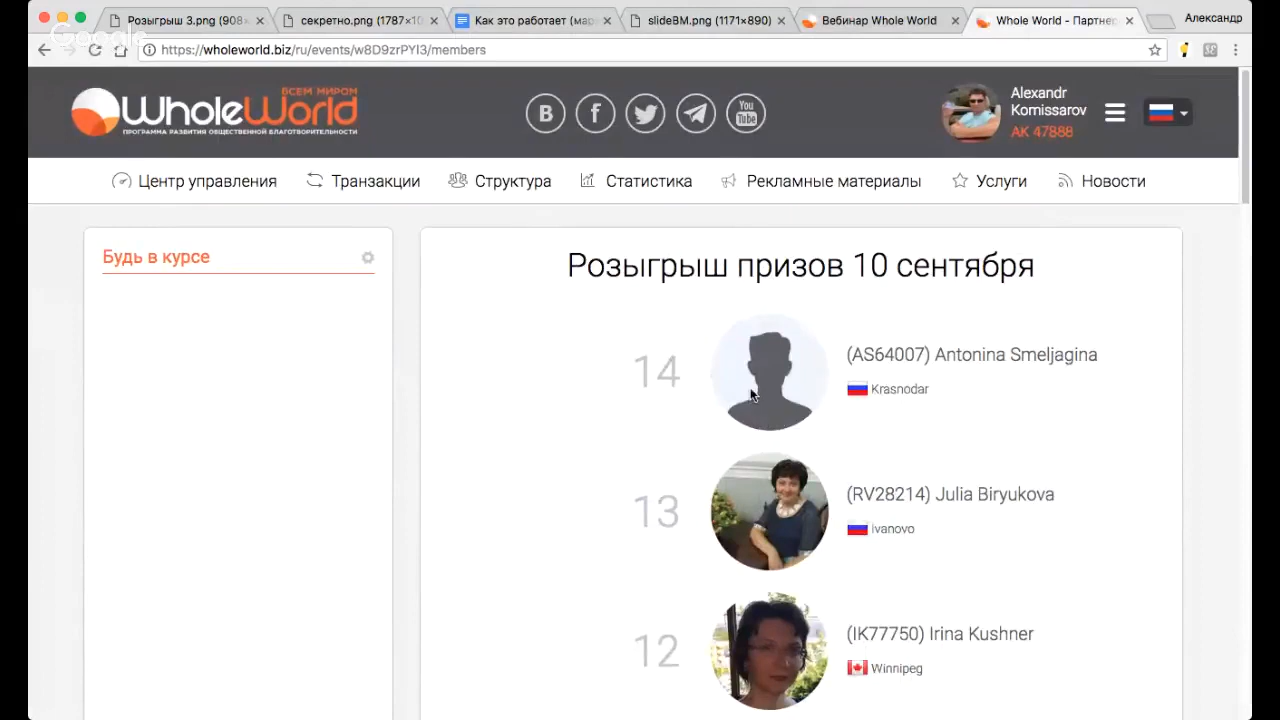 Розыгрыш 3.png (908×
секретно.png (1787×10
Как это работает (мар
slideBM.png (1171×890)
Вебинар Whole World
Whole World - Партнер
Александр
Google
https://wholeworld.biz/ru/events/w8D9zrPYI3/members
ВСЕМ МИРОМ
WholeWorld
ПРОГРАММА РАЗВИТИЯ ОБЩЕСТВЕННОЙ БЛАГОТВОРИТЕЛЬНОСТИ
B
f
You
Tube
Alexandr
Komissarov
AK 47888
Центр управления
Транзакции
Структура
Статистика
Рекламные материалы
Услуги
Новости
Будь в курсе
Розыгрыш призов 10 сентября
14
(AS64007) Antonina Smeljagina
Krasnodar
13
(RV28214) Julia Biryukova
Ivanovo
12
(IK77750) Irina Kushner
Winnipeg